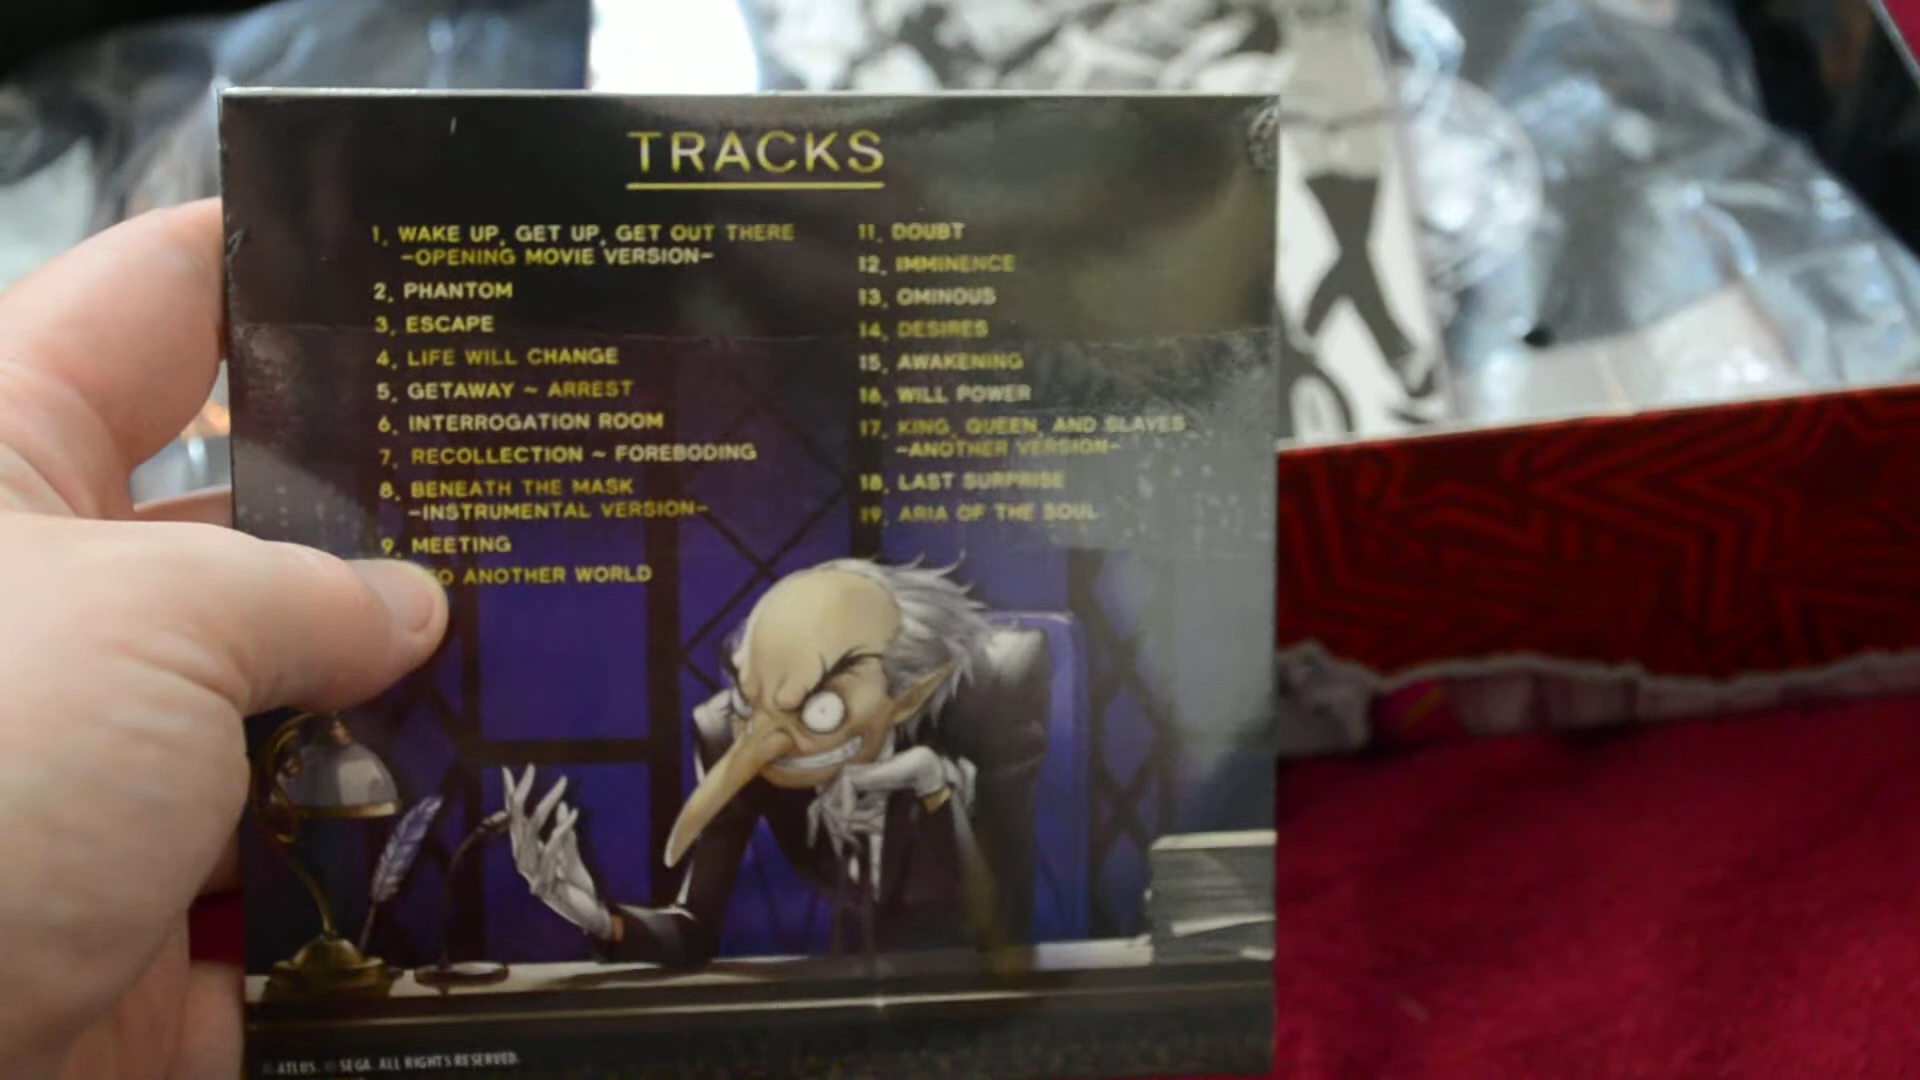 TRACKS
1. WAKE UP, GET UP, GET OUT THERE
-OPENING MOVIE VERSION-
2. PHANTOM
3. ESCAPE
4. LIFE WILL CHANGE
5. GETAWAY ~ ARREST
6. INTERROGATION ROOM
7. RECOLLECTION ~ FOREBODING
8. BENEATH THE MASK
-INSTRUMENTAL VERSION-
9. MEETING
TO ANOTHER WORLD
11. DOUBT
12. IMMINENCE
13. OMINOUS
14. DESIRES
15. AWAKENING
16. WILL POWER
17. KING, QUEEN, AND SLAVES
-ANOTHER VERSION-
18. LAST SURPRISE
19. ARIA OF THE SOUL
© ATLUS. © SEGA. ALL RIGHTS RESERVED.